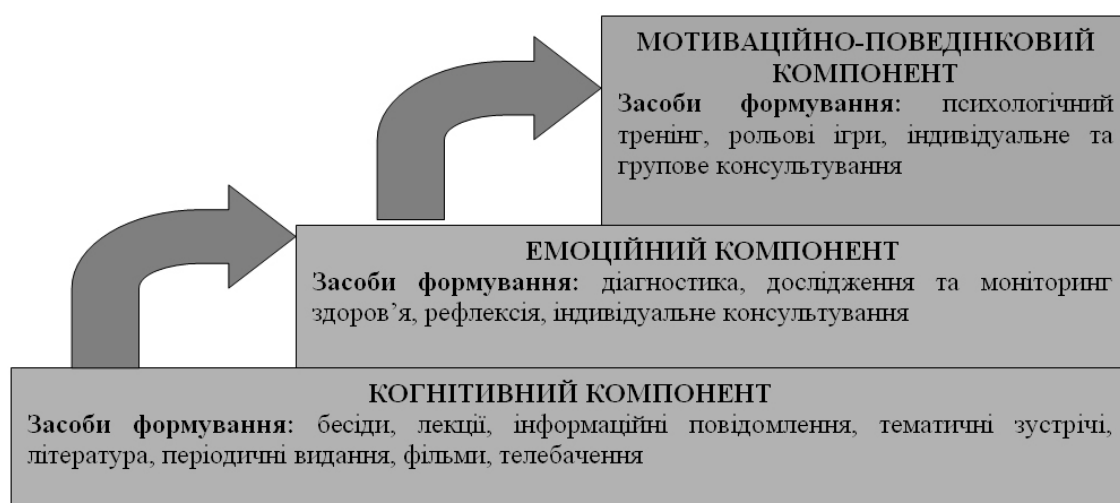 МОТИВАЦІЙНО-ПОВЕДІНКОВИЙ
КОМПОНЕНТ
Засоби формування: психологічний
тренінг, рольові ігри, індивідуальне та
групове консультування
ЕМОЦІЙНИЙ КОМПОНЕНТ
Засоби формування: діагностика, дослідження та моніторинг
здоров’я, рефлексія, індивідуальне консультування
КОГНІТИВНИЙ КОМПОНЕНТ
Засоби формування: бесіди, лекції, інформаційні повідомлення, тематичні зустрічі,
література, періодичні видання, фільми, телебачення